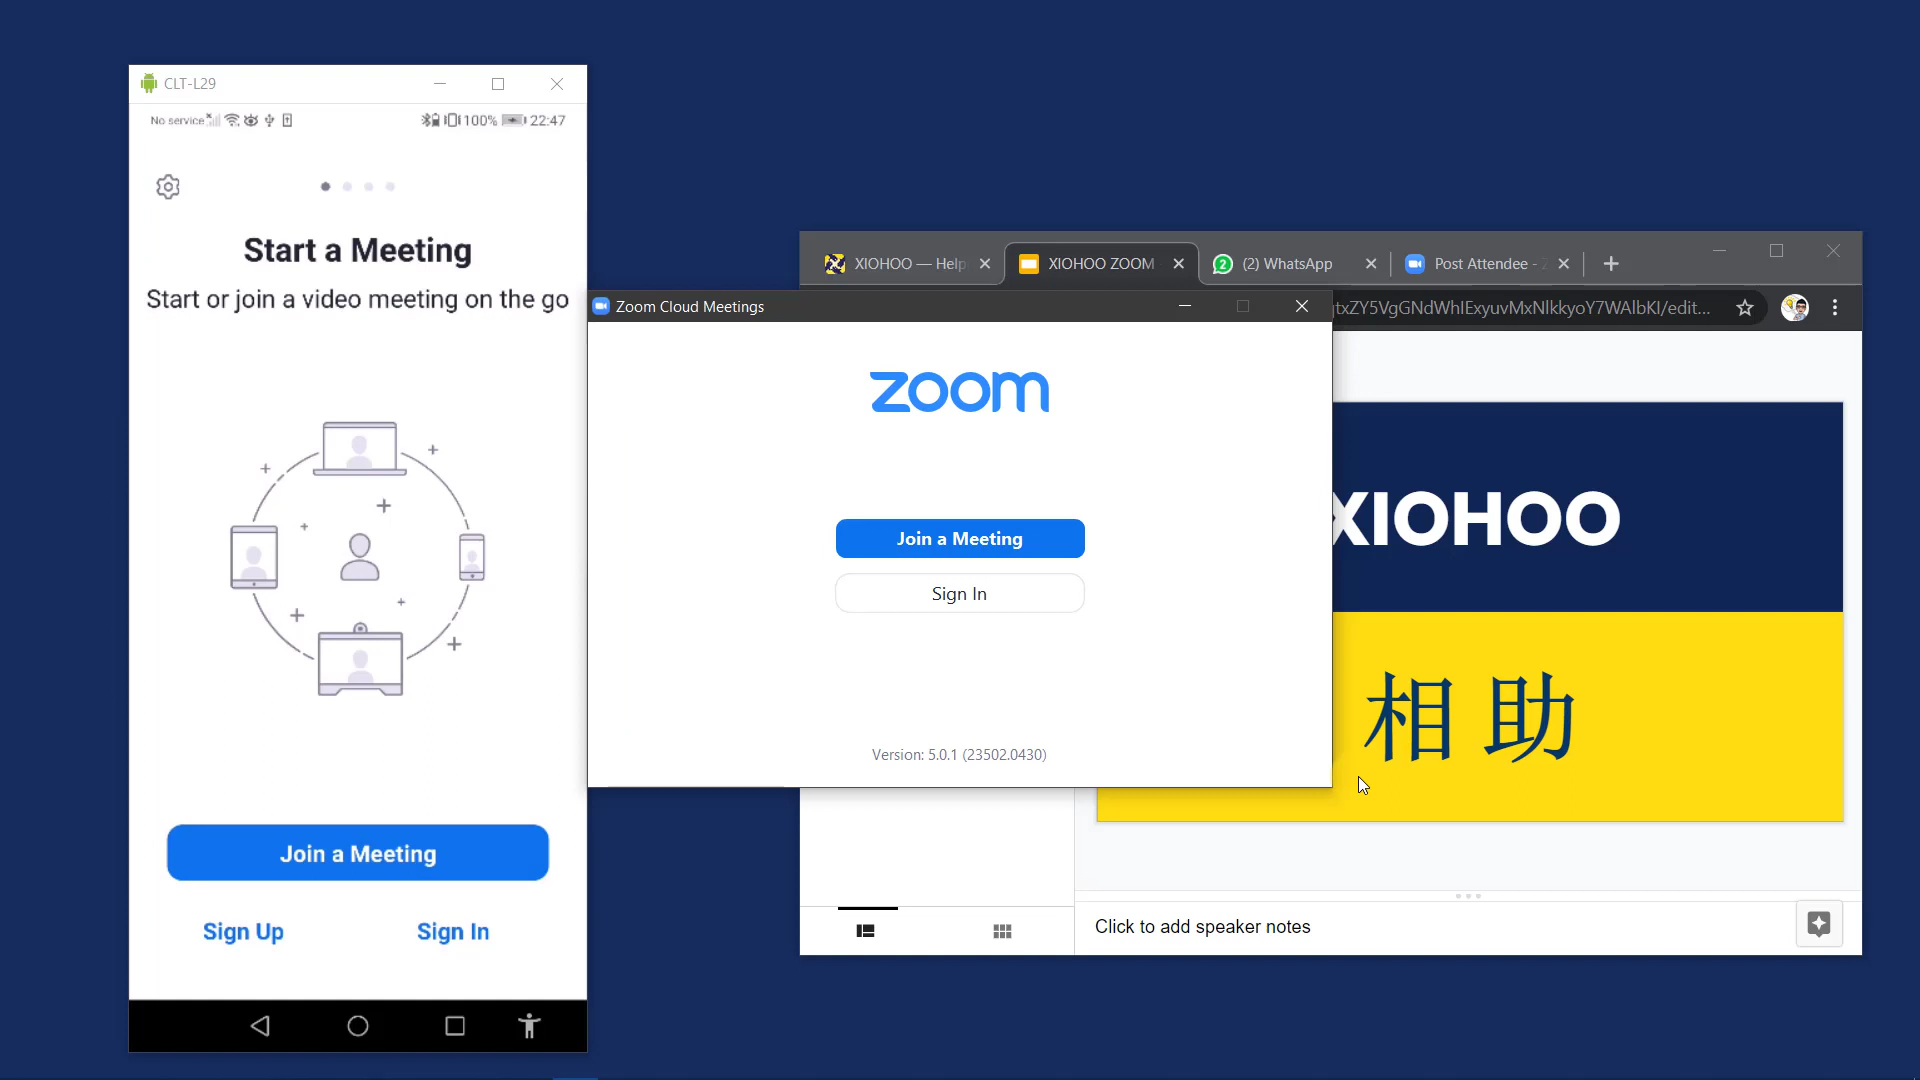 CLT-L29
No service
100%
22:47
Start a Meeting
Start or join a video meeting on the go
Join a Meeting
Sign Up
Sign In
XIOHOO — Help
XIOHOO ZOOM
2
(2) WhatsApp
Post Attendee -
Zoom Cloud Meetings
zoom
Join a Meeting
Sign In
Version: 5.0.1 (23502.0430)
XIOHOO
相助
Click to add speaker notes